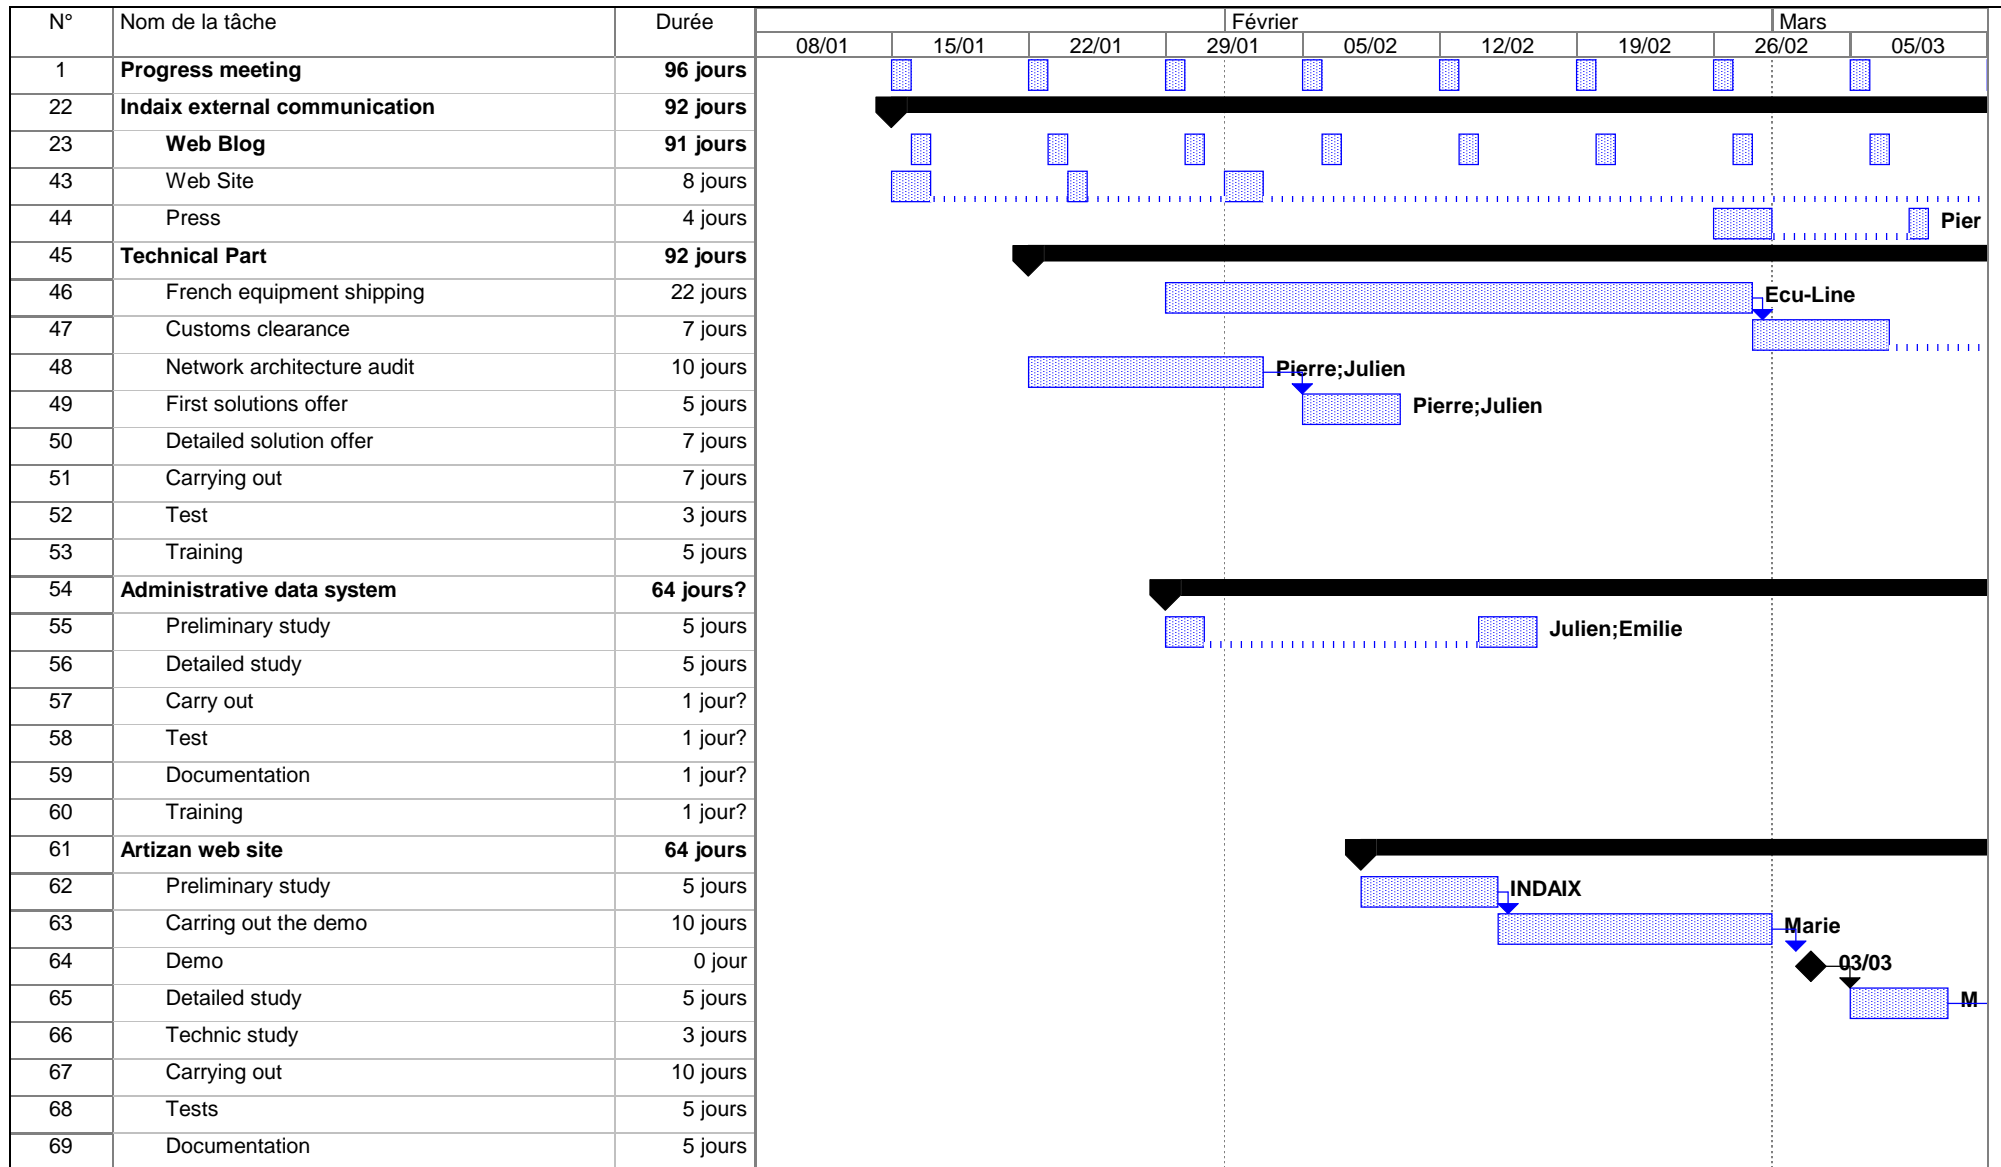 N° Nom de la tâche Durée Février Mars
08/01 15/01 22/01 29/01 05/02 12/02 19/02 26/02 05/03
1 Progress meeting 96 jours
22 Indaix external communication 92 jours
23 Web Blog 91 jours
43 Web Site 8 jours
44 Press 4 jours Pier
45 Technical Part 92 jours
46 French equipment shipping 22 jours Ecu-Line
47 Customs clearance 7 jours
48 Network architecture audit 10 jours Pierre;Julien
49 First solutions offer 5 jours Pierre;Julien
50 Detailed solution offer 7 jours
51 Carrying out 7 jours
52 Test 3 jours
53 Training 5 jours
54 Administrative data system 64 jours?
55 Preliminary study 5 jours Julien;Emilie
56 Detailed study 5 jours
57 Carry out 1 jour?
58 Test 1 jour?
59 Documentation 1 jour?
60 Training 1 jour?
61 Artizan web site 64 jours
62 Preliminary study 5 jours INDAIX
63 Carring out the demo 10 jours Marie
64 Demo 0 jour 03/03
65 Detailed study 5 jours M
66 Technic study 3 jours
67 Carrying out 10 jours
68 Tests 5 jours
69 Documentation 5 jours